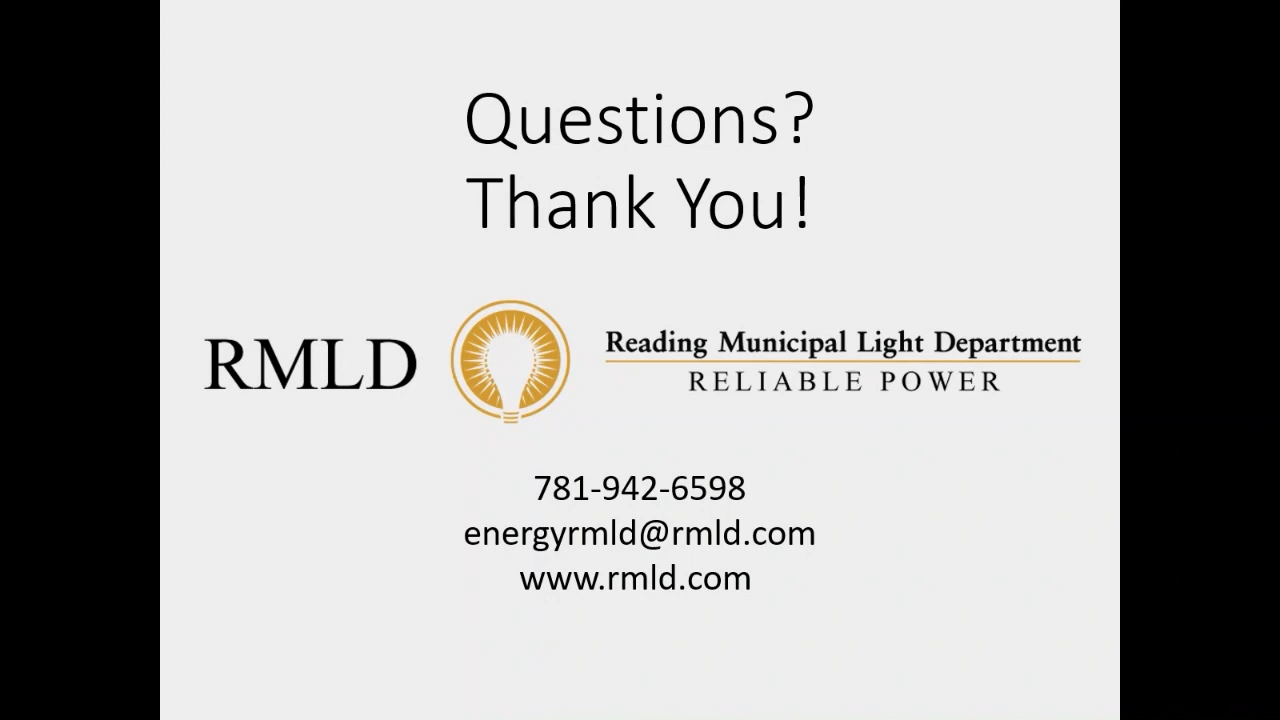 Questions?
Thank You!
RMLD
Reading Municipal Light Department
RELIABLE POWER
781-942-6598
energyrmld@rmld.com
www.rmld.com